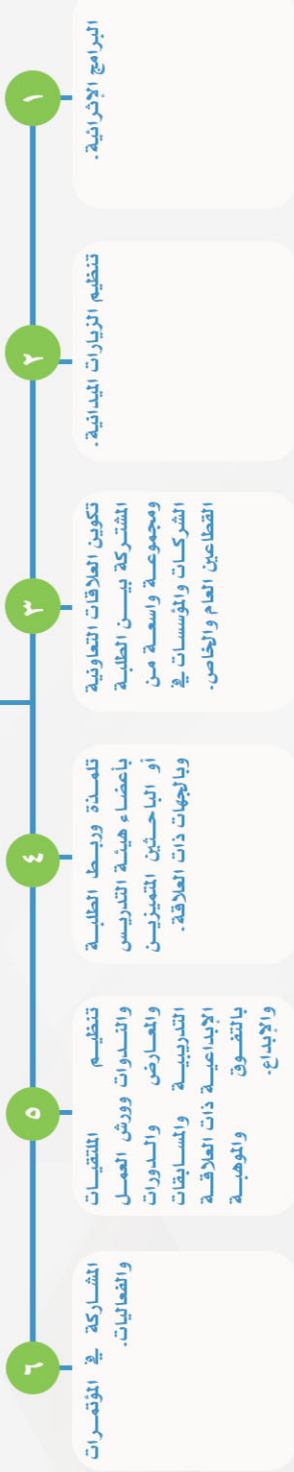 ١
البرامج الإثرائية.
٢
تنظيم الزيارات الميدانية.
٣
تكوين العلاقات التعاونية
المشتركة بين الطلبة
ومجموعة واسعة من
الشركات والمؤسسات في
القطاعين العام والخاص.
٤
تلمذة وربط الطلبة
بأعضاء هيئة التدريس
أو الباحثين المتميزين
وبالجهات ذات العلاقة.
٥
تنظيم الملتقيات
والندوات وورش العمل
والمعارض والدورات
التدريبية والمسابقات
الإبداعية ذات العلاقة
بالتفوق والموهبة
والإبداع.
٦
المشاركة في المؤتمرات
والفعاليات.